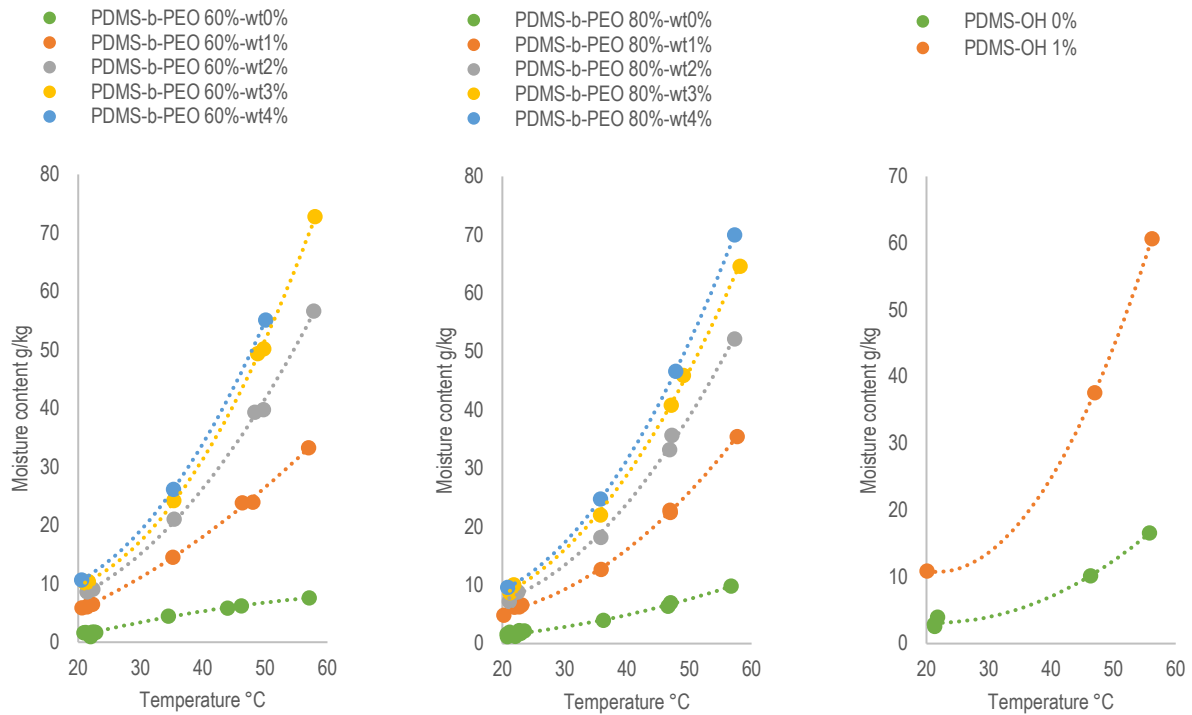 PDMS-b-PEO 60%-wt0%
PDMS-b-PEO 60%-wt1%
PDMS-b-PEO 60%-wt2%
PDMS-b-PEO 60%-wt3%
PDMS-b-PEO 60%-wt4%
80
70
60
50
40
30
20
10
0
20
30
40
50
60
Moisture content g/kg
Temperature °C
PDMS-b-PEO 80%-wt0%
PDMS-b-PEO 80%-wt1%
PDMS-b-PEO 80%-wt2%
PDMS-b-PEO 80%-wt3%
PDMS-b-PEO 80%-wt4%
80
70
60
50
40
30
20
10
0
20
30
40
50
60
Moisture content g/kg
Temperature °C
PDMS-OH 0%
PDMS-OH 1%
70
60
50
40
30
20
10
0
20
30
40
50
60
Moisture content g/kg
Temperature °C